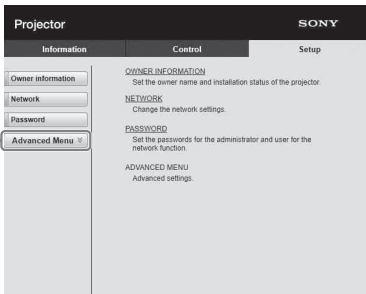 Projector
SONY
Information
Control
Setup
Owner information
Network
Password
Advanced Menu
OWNER INFORMATION
Set the owner name and installation status of the projector.
NETWORK
Change the network settings.
PASSWORD
Set the passwords for the administrator and user for the
network function.
ADVANCED MENU
Advanced settings.